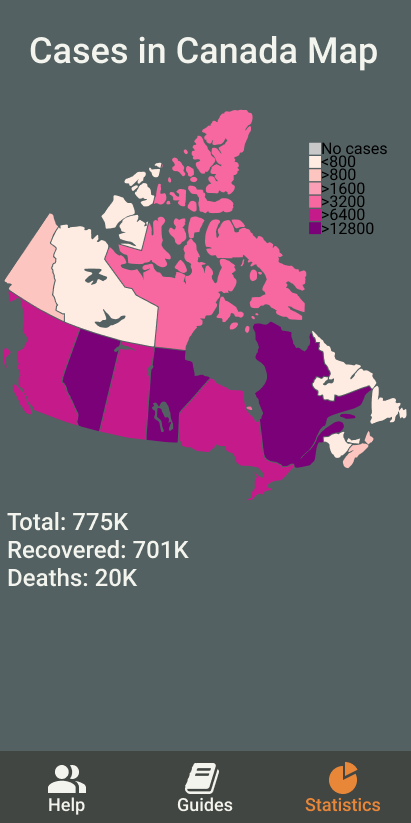 Cases in Canada Map
No cases
<800
>800
>1600
>3200
>6400
>12800
Total: 775K
Recovered: 701K
Deaths: 20K
Help
Guides
Statistics